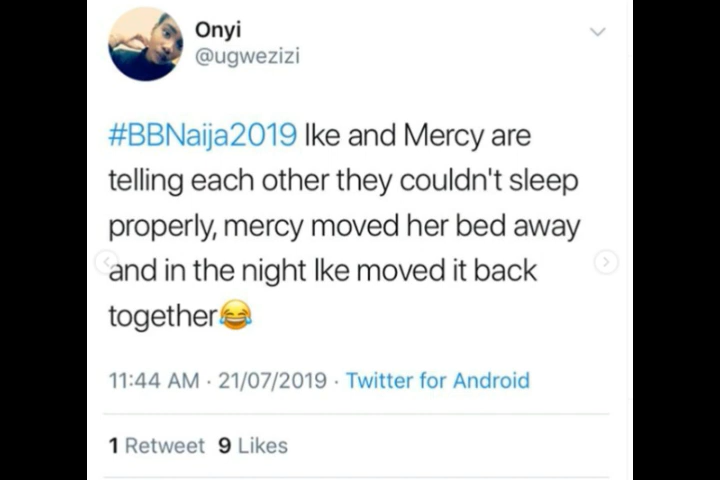 Onyi
@ugwezizi
#BBNaija2019 Ike and Mercy are
telling each other they couldn't sleep
properly, mercy moved her bed away
and in the night Ike moved it back
together😂
11:44 AM · 21/07/2019 · Twitter for Android
1 Retweet 9 Likes